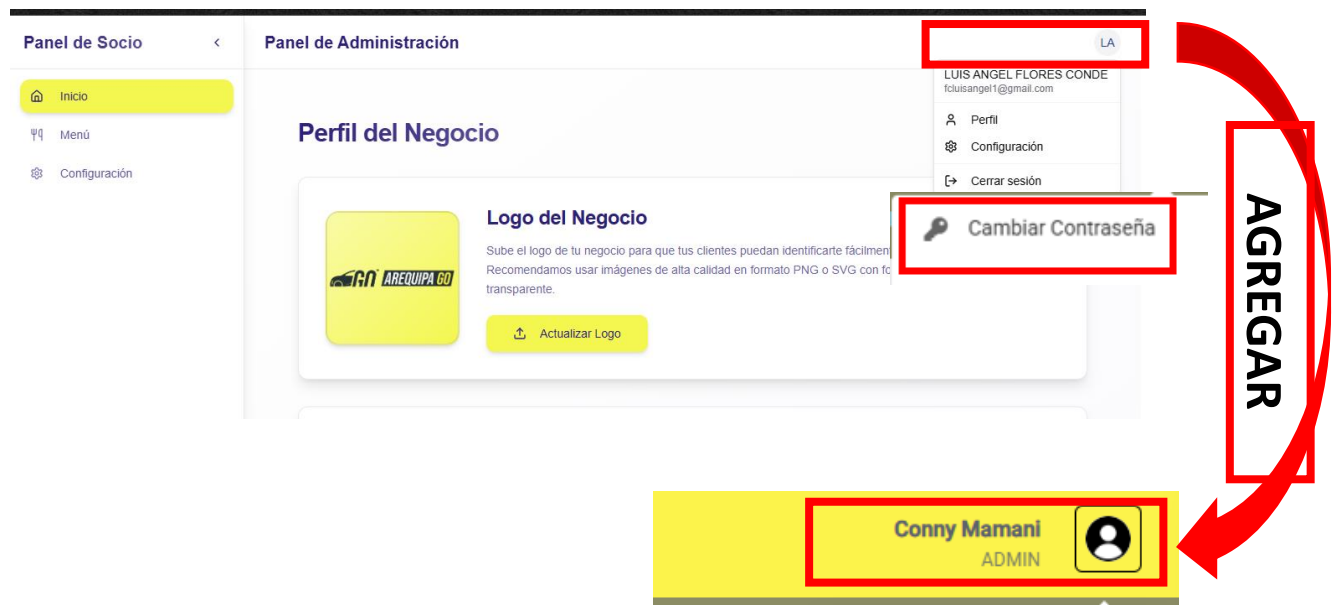 Panel de Socio
Panel de Administración
LA
LUIS ANGEL FLORES CONDE
fcluisangel1@gmail.com
Inicio
Menú
Configuración
Perfil
Configuración
Cerrar sesión
Cambiar Contraseña
Perfil del Negocio
Logo del Negocio
Sube el logo de tu negocio para que tus clientes puedan identificarte
Recomendamos usar imágenes de alta calidad en formato PNG o SVG con
transparente.
GO AREQUIPA GO
Actualizar Logo
AGREGAR
Conny Mamani
ADMIN